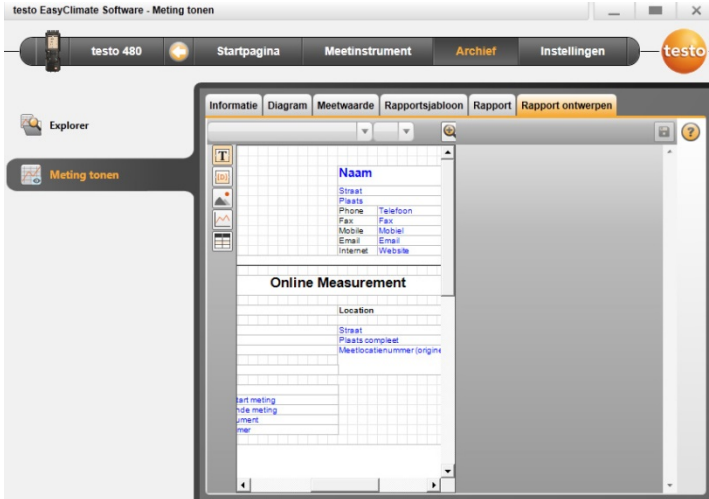 testo EasyClimate Software - Meting tonen
testo 480
Startpagina
Meetinstrument
Archief
Instellingen
testo
Explorer
Meting tonen
Informatie
Diagram
Meetwaarde
Rapportsjabloon
Rapport
Rapport ontwerpen
?
T
[D]
Naam
Straat
Plaats
Phone Telefoon
Fax Fax
Mobile Mobiel
Email Email
Internet Website
Online Measurement
Location
Straat
Plaats compleet
Meetlocatienummer (origine
tart meting
nde meting
ument
mer